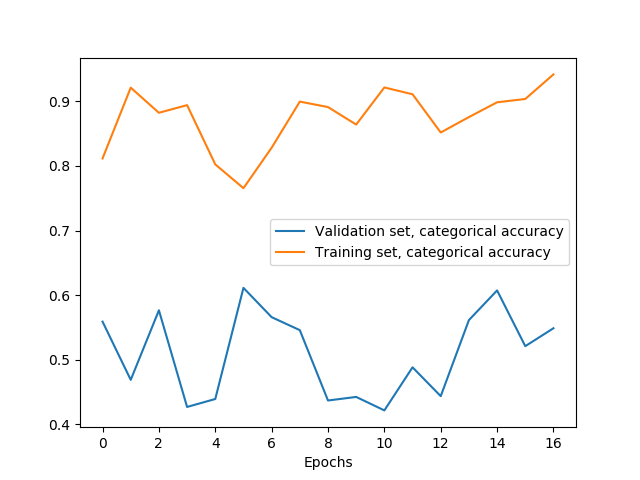 0.9
0.8
0.7
0.6
0.5
0.4
Validation set, categorical accuracy
Training set, categorical accuracy
0 2 4 6 8 10 12 14 16
Epochs